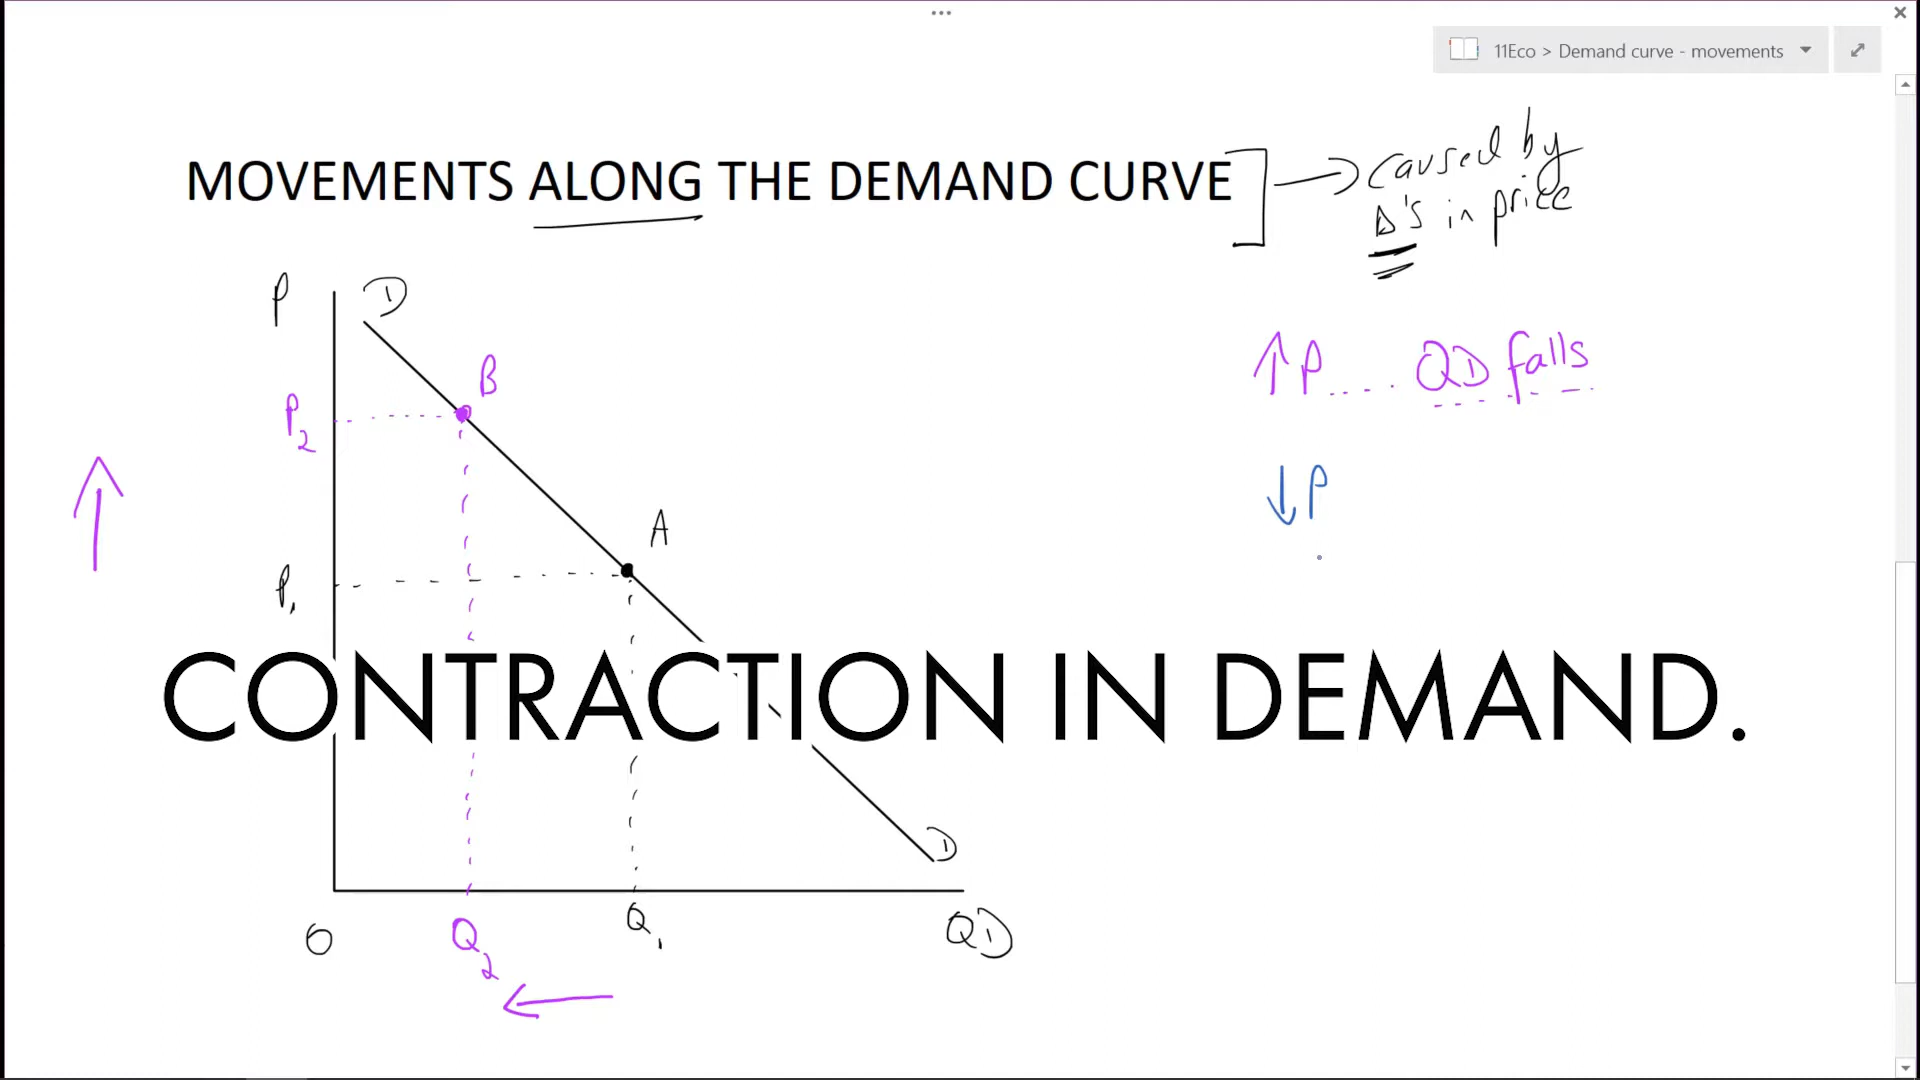 11Eco > Demand curve - movements
MOVEMENTS ALONG THE DEMAND CURVE
caused by
Δ's in price
P
D
B
↑P.... QD falls
P2
↓P
A
P1
CONTRACTION IN DEMAND.
D
O
Q2
Q1
QD